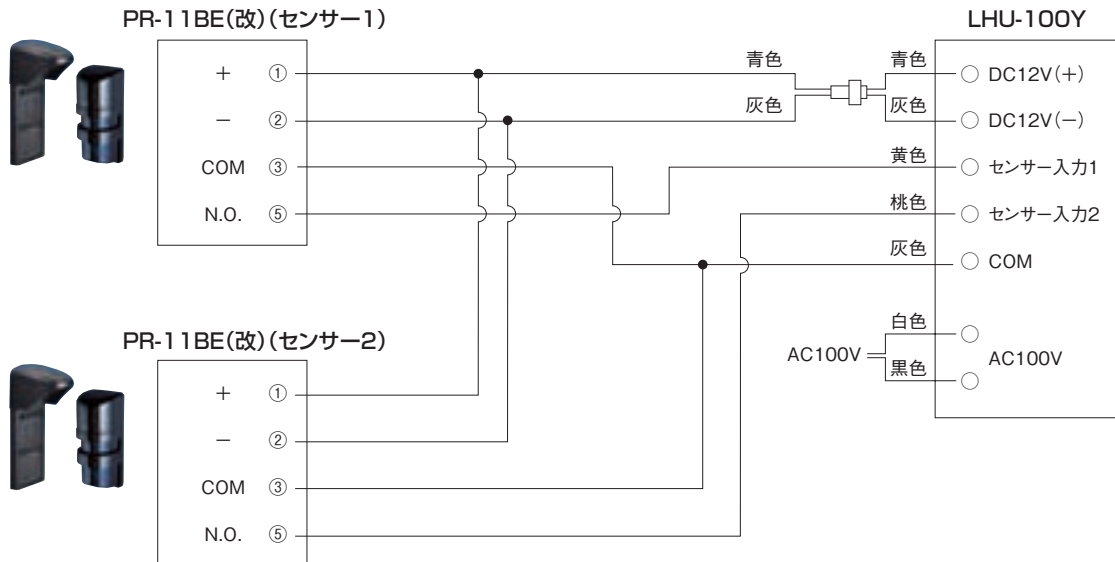 PR-11BE(改)(センサー1)
+ ①
− ②
COM ③
N.O. ⑤
LHU-100Y
青色 青色 DC12V(+)
灰色 灰色 DC12V(−)
黄色 センサー入力1
桃色 センサー入力2
灰色 COM
AC100V 白色
黒色 AC100V
PR-11BE(改)(センサー2)
+ ①
− ②
COM ③
N.O. ⑤